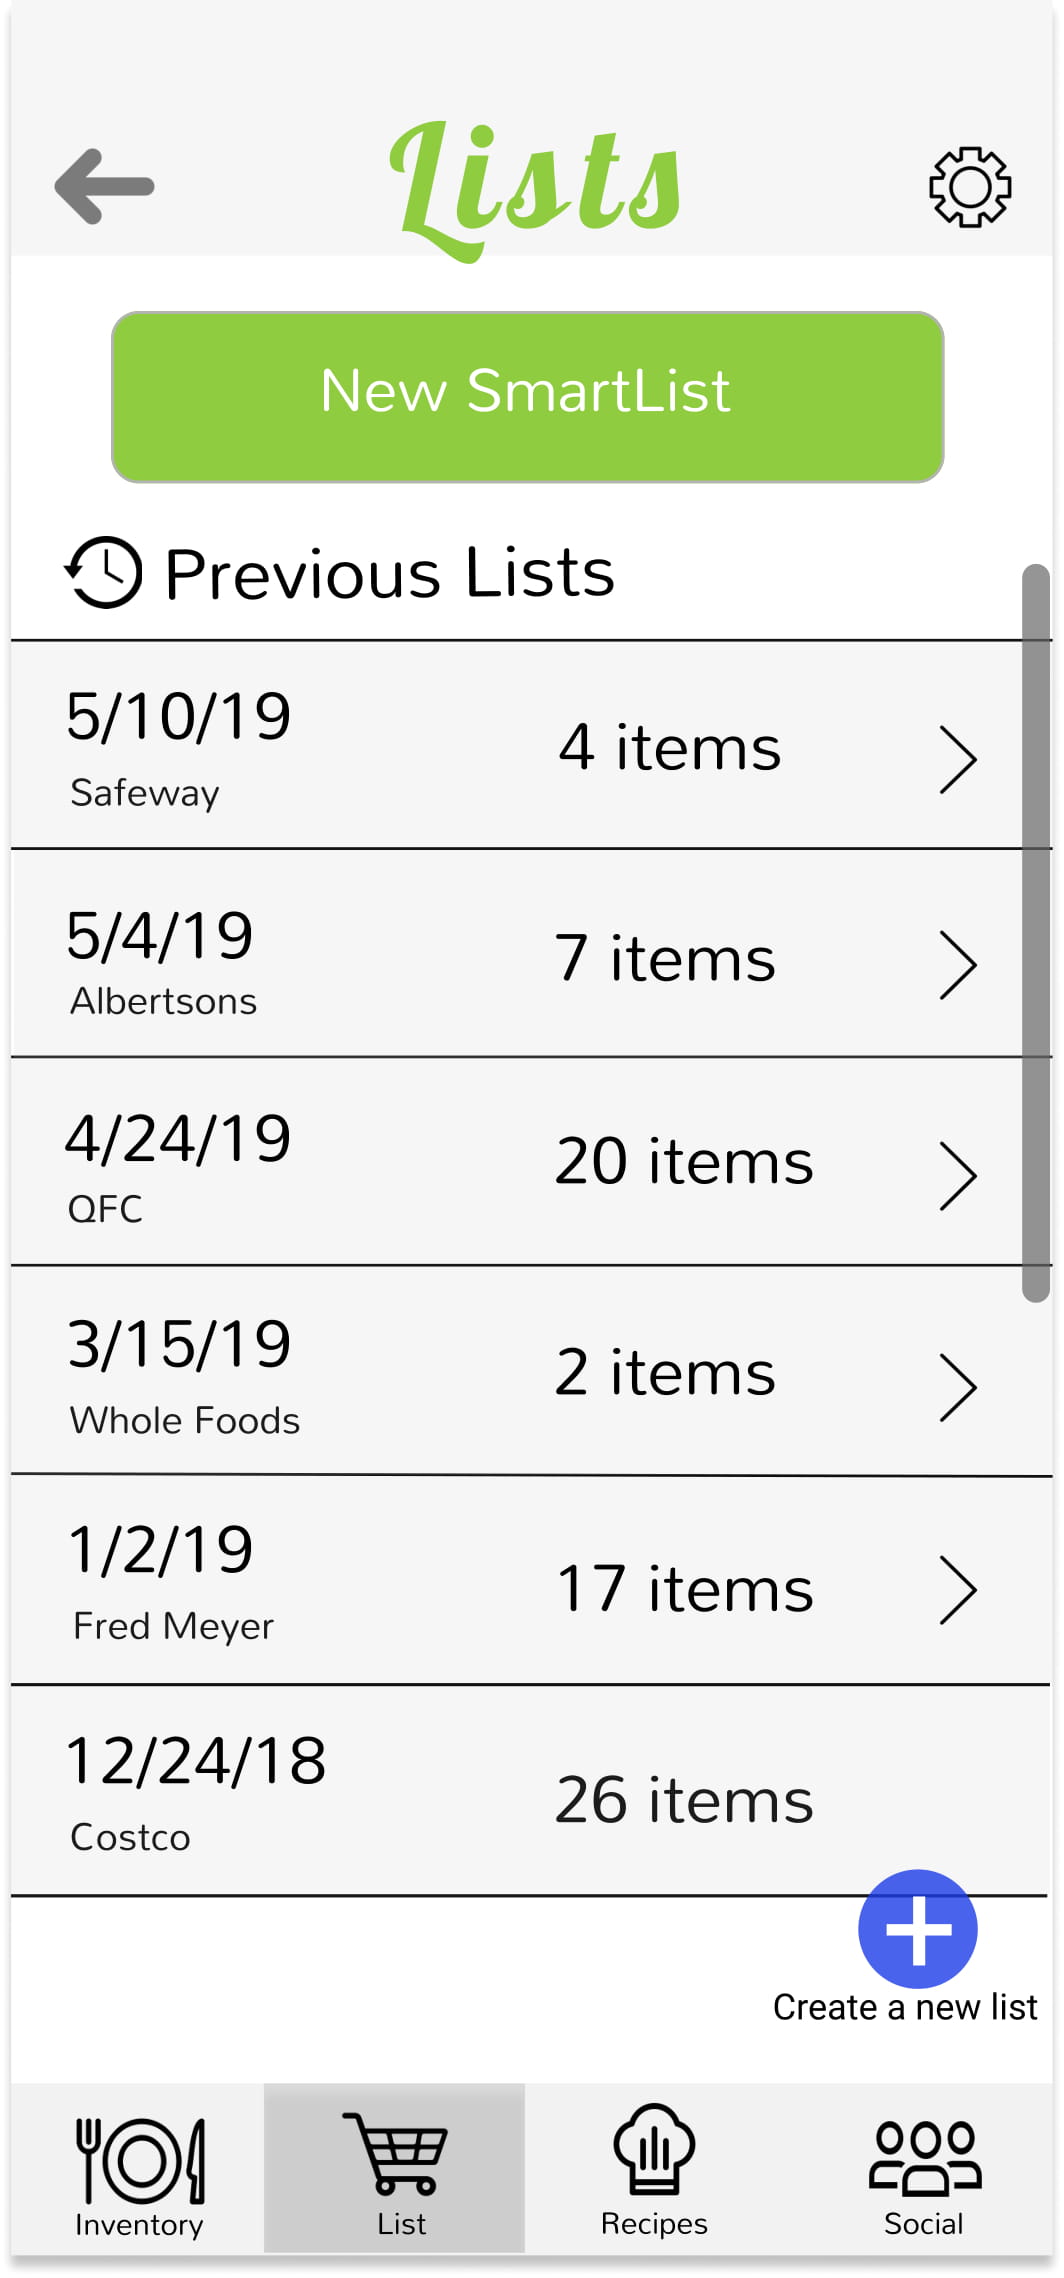 Lists
New SmartList
Previous Lists
5/10/19
Safeway
4 items
5/4/19
Albertsons
7 items
4/24/19
QFC
20 items
3/15/19
Whole Foods
2 items
1/2/19
Fred Meyer
17 items
12/24/18
Costco
26 items
Create a new list
Inventory
List
Recipes
Social